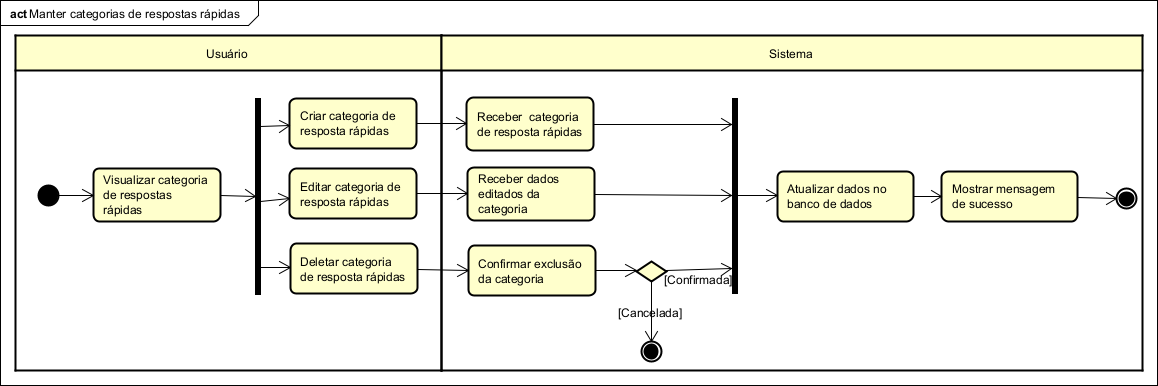 act Manter categorias de respostas rápidas
Usuário
Sistema
Visualizar categoria
de respostas
rápidas
Criar categoria de
resposta rápidas
Editar categoria de
resposta rápidas
Deletar categoria
de resposta rápidas
Receber categoria
de resposta rápidas
Receber dados
editados da
categoria
Confirmar exclusão
da categoria
[Confirmada]
[Cancelada]
Atualizar dados no
banco de dados
Mostrar mensagem
de sucesso